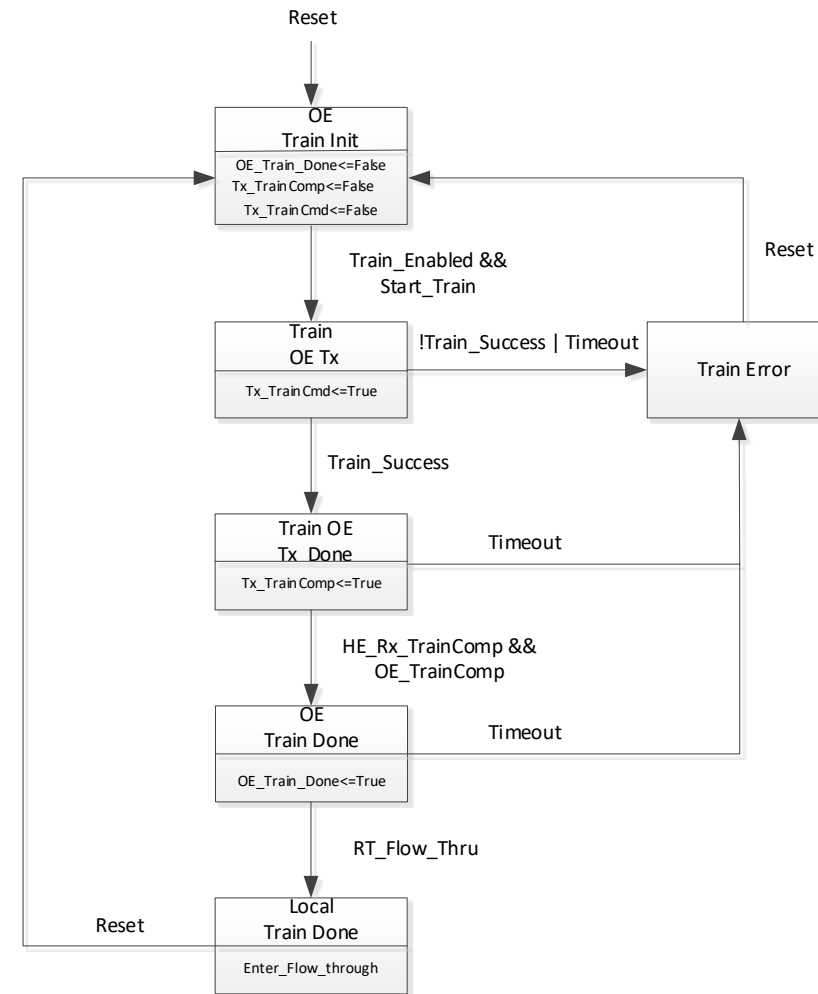 Reset
OE
Train Init
OE_Train_Done<=False
Tx_TrainComp<=False
Tx_TrainCmd<=False
Reset
Train_Enabled &&
Start_Train
Train
OE Tx
Tx_TrainCmd<=True
!Train_Success | Timeout
Train Error
Train_Success
Train OE
Tx_Done
Tx_TrainComp<=True
Timeout
HE_Rx_TrainComp &&
OE_TrainComp
OE
Train Done
OE_Train_Done<=True
Timeout
RT_Flow_Thru
Local
Train Done
Enter_Flow_through
Reset